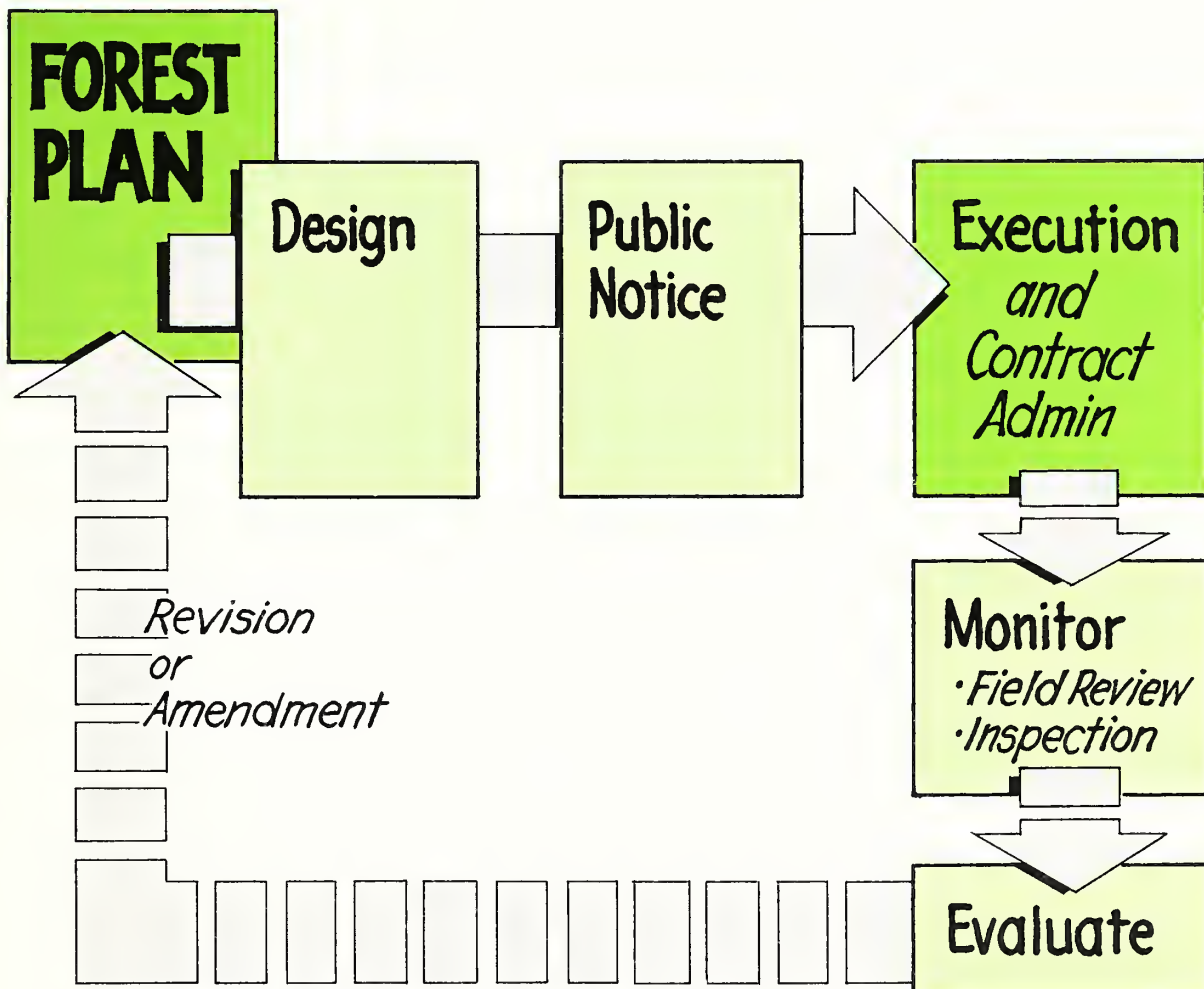 FOREST
PLAN
Design
Public
Notice
Execution
and
Contract
Admin
Monitor
·Field Review
·Inspection
Evaluate
Revision
or
Amendment